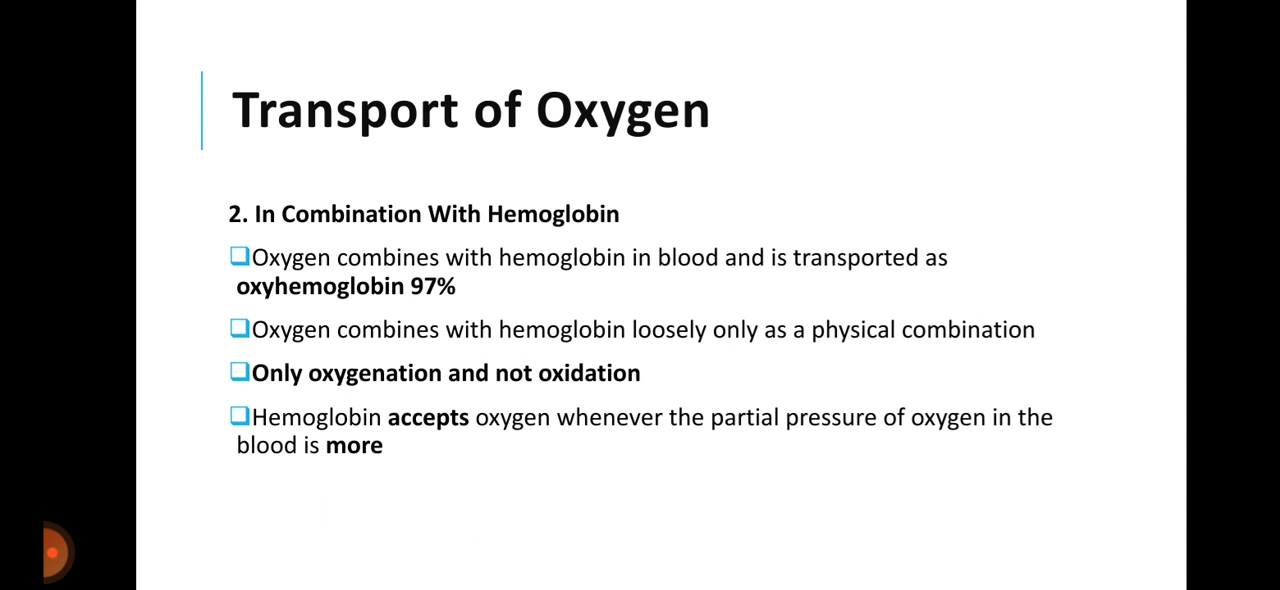 Transport of Oxygen
2. In Combination With Hemoglobin
❑Oxygen combines with hemoglobin in blood and is transported as
oxyhemoglobin 97%
❑Oxygen combines with hemoglobin loosely only as a physical combination
❑Only oxygenation and not oxidation
❑Hemoglobin accepts oxygen whenever the partial pressure of oxygen in the
blood is more